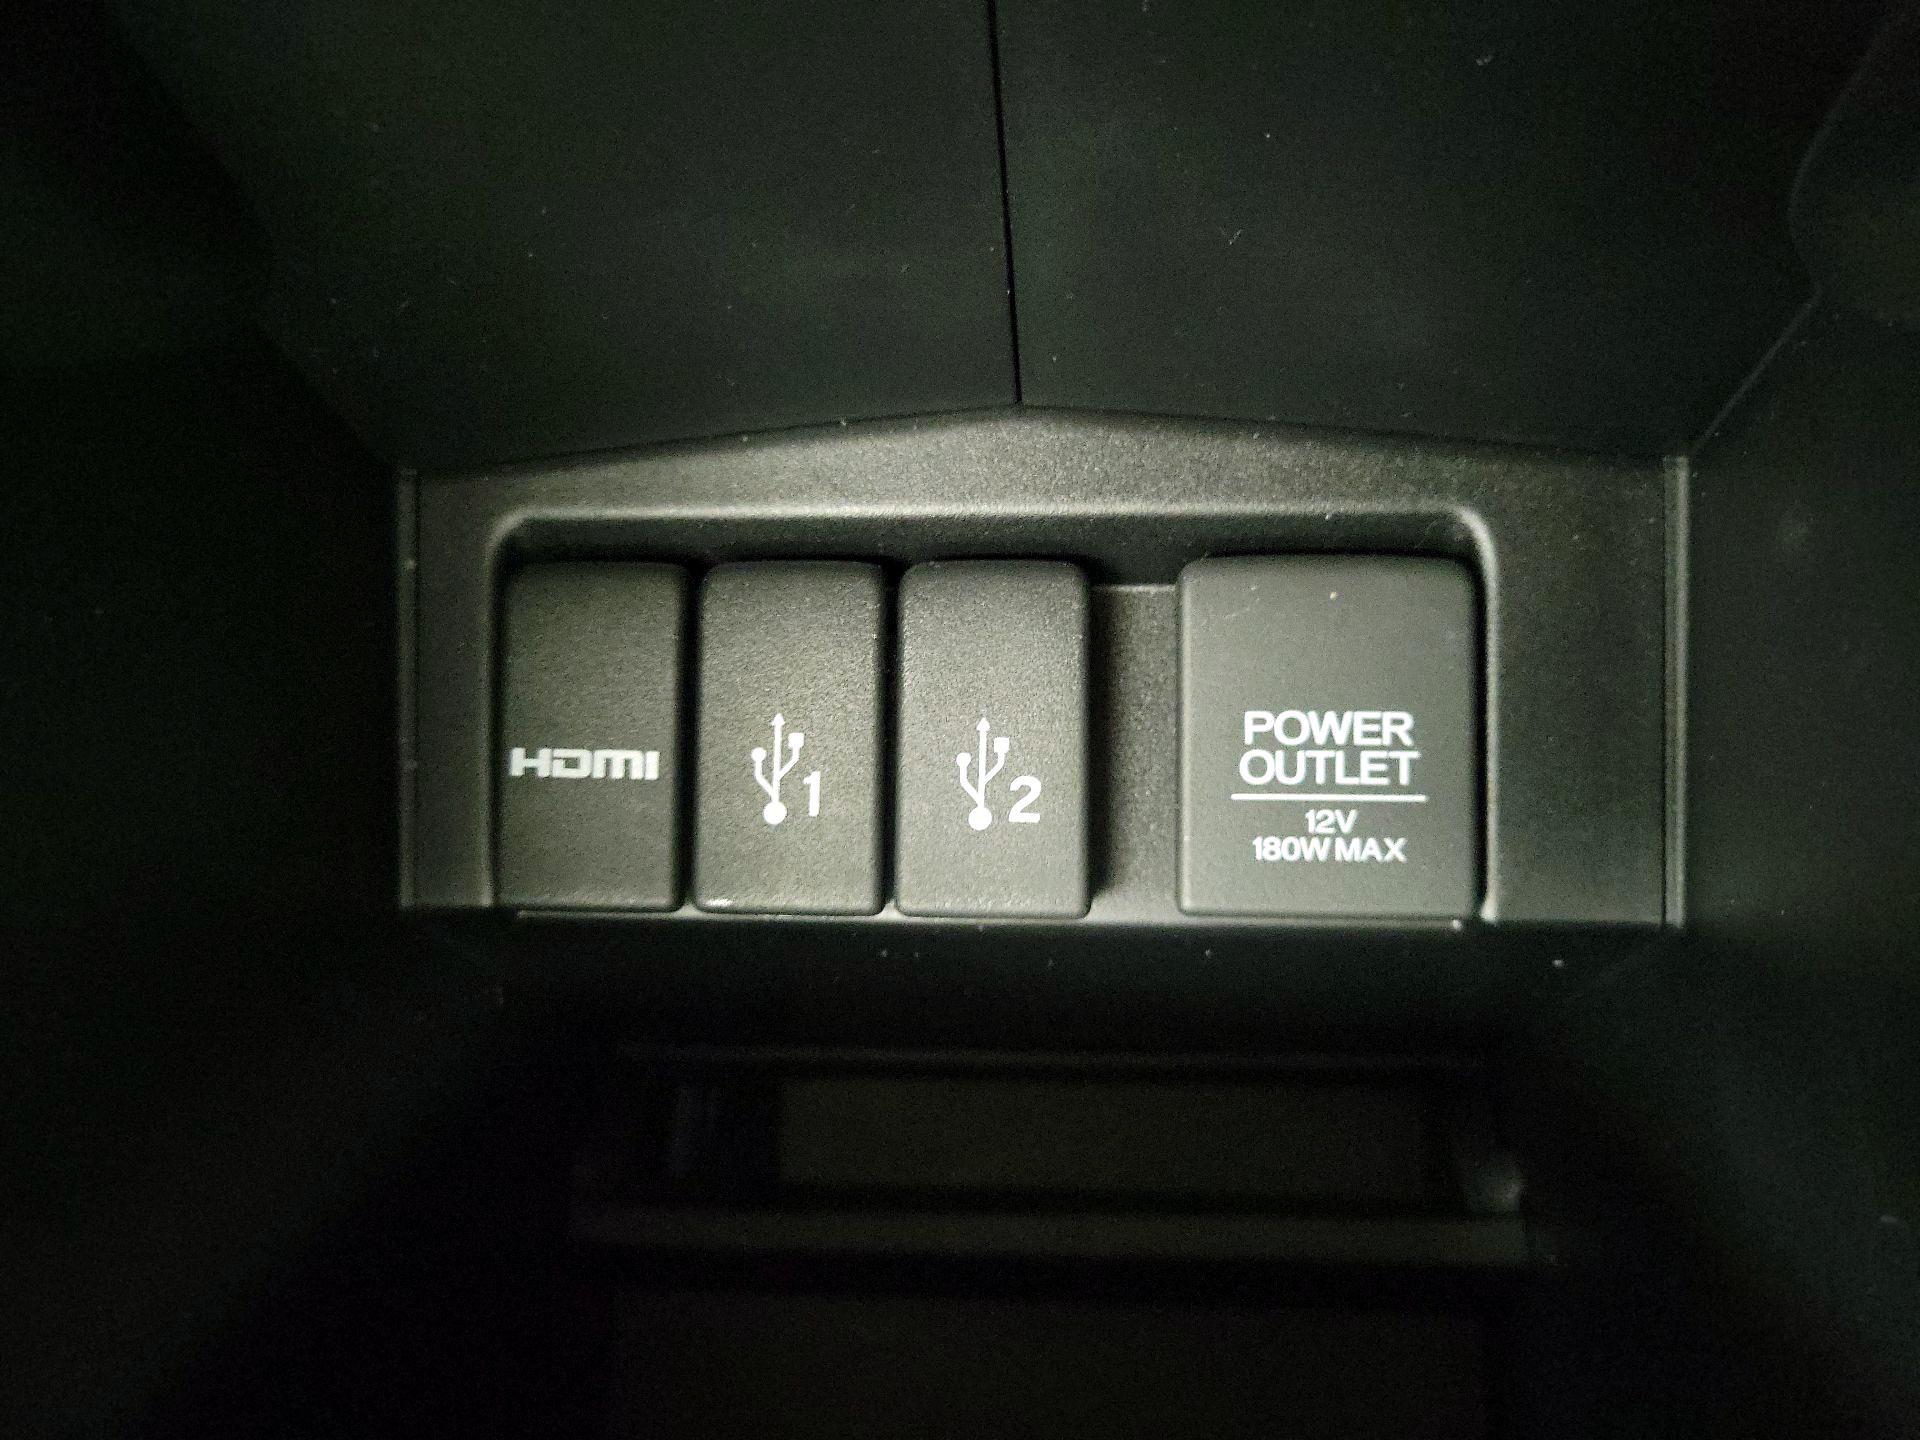 HDMI
1
2
POWER
OUTLET
12V
180W MAX